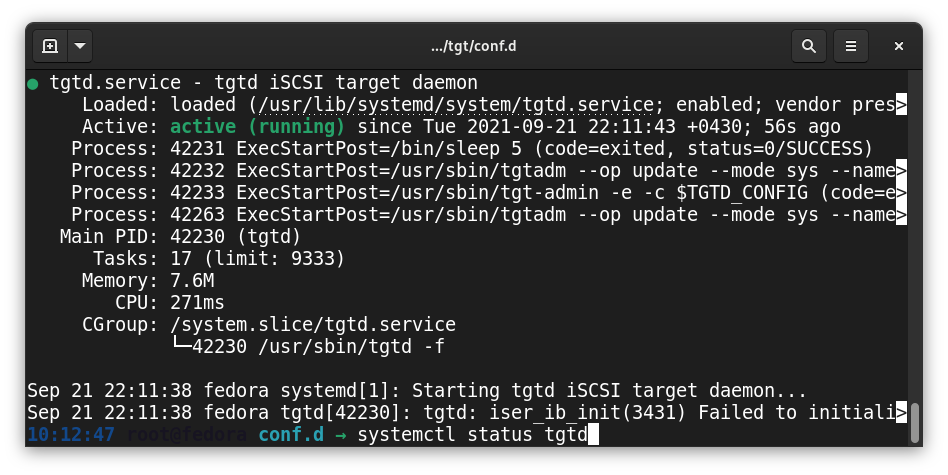 .../tgt/conf.d
● tgtd.service - tgtd iSCSI target daemon
     Loaded: loaded (/usr/lib/systemd/system/tgtd.service; enabled; vendor pres>
     Active: active (running) since Tue 2021-09-21 22:11:43 +0430; 56s ago
    Process: 42231 ExecStartPost=/bin/sleep 5 (code=exited, status=0/SUCCESS)
    Process: 42232 ExecStartPost=/usr/sbin/tgtadm --op update --mode sys --name>
    Process: 42233 ExecStartPost=/usr/sbin/tgt-admin -e -c $TGTD_CONFIG (code=e>
    Process: 42263 ExecStartPost=/usr/sbin/tgtadm --op update --mode sys --name>
   Main PID: 42230 (tgtd)
      Tasks: 17 (limit: 9333)
     Memory: 7.6M
        CPU: 271ms
     CGroup: /system.slice/tgtd.service
             └─42230 /usr/sbin/tgtd -f
Sep 21 22:11:38 fedora systemd[1]: Starting tgtd iSCSI target daemon...
Sep 21 22:11:38 fedora tgtd[42230]: tgtd: iser_ib_init(3431) Failed to initiali>
10:12:47 root@fedora conf.d → systemctl status tgtd